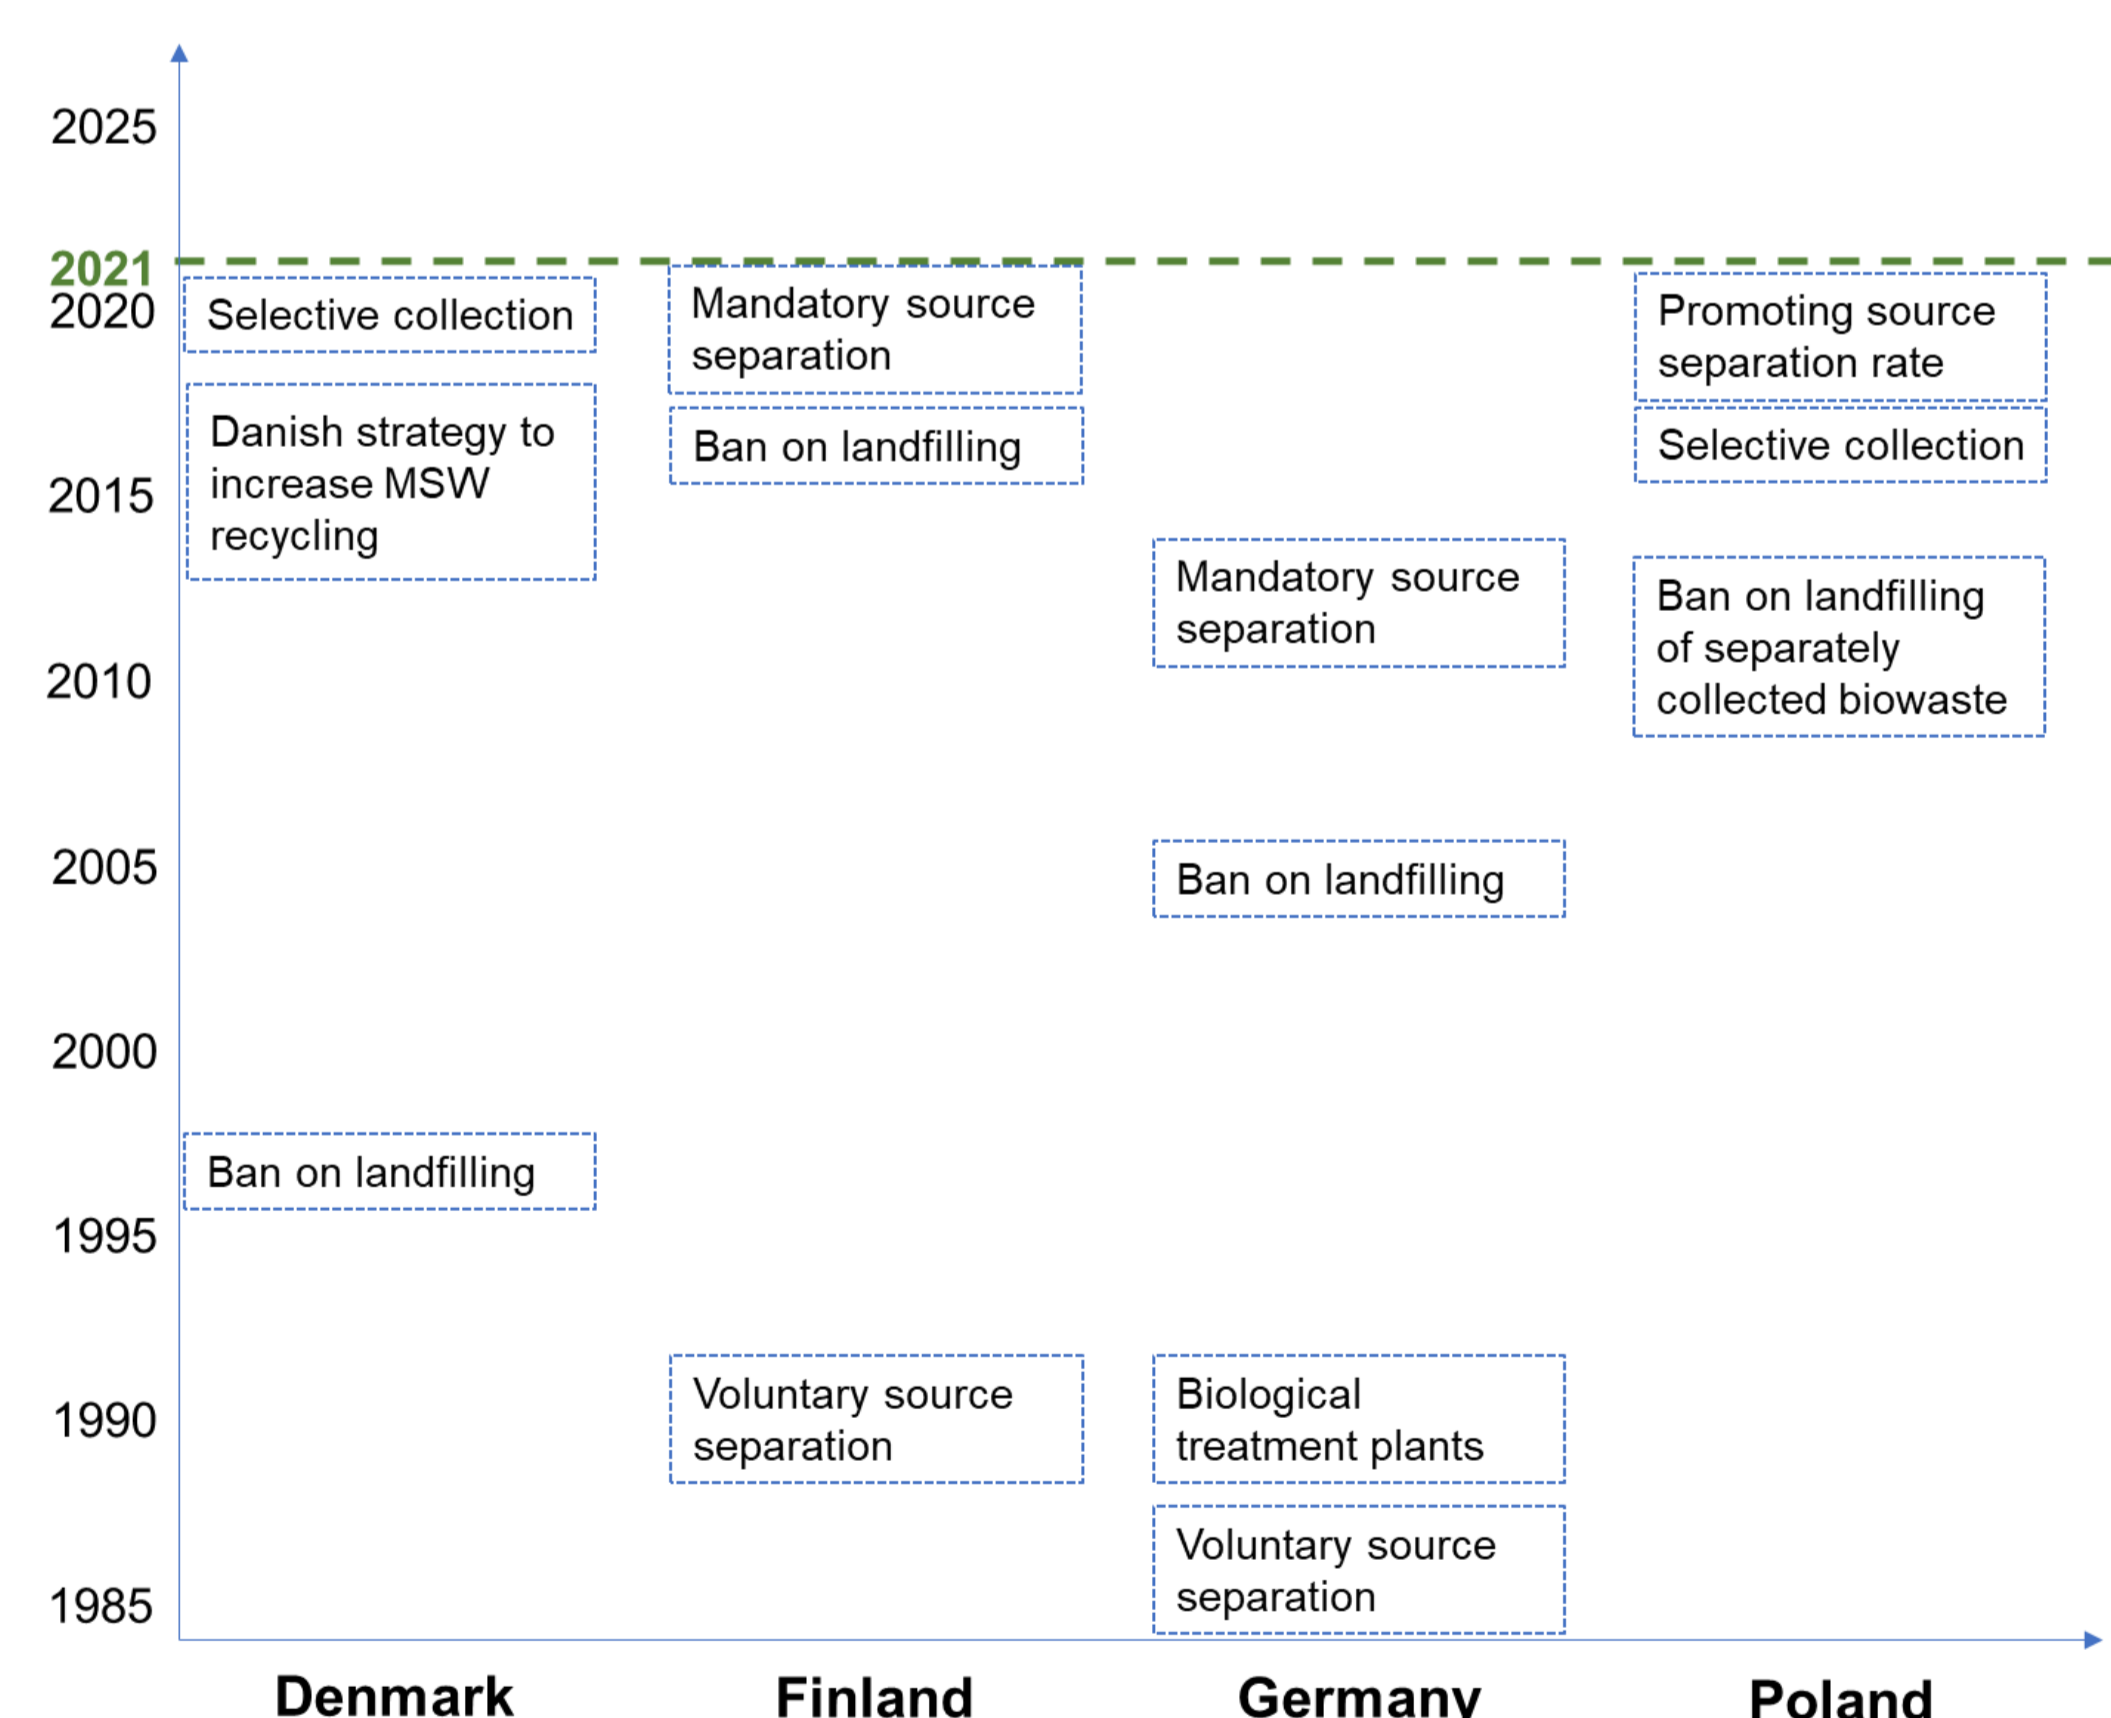 2025
2021
2020
2015
2010
2005
2000
1995
1990
1985
Selective collection
Danish strategy to
increase MSW
recycling
Ban on landfilling
Mandatory source
separation
Ban on landfilling
Voluntary source
separation
Mandatory source
separation
Ban on landfilling
Biological
treatment plants
Voluntary source
separation
Promoting source
separation rate
Selective collection
Ban on landfilling
of separately
collected biowaste
Denmark
Finland
Germany
Poland